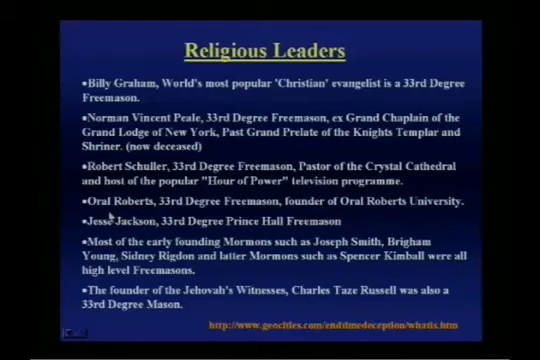 Religious Leaders
•Billy Graham, World's most popular 'Christian' evangelist is a 33rd Degree
Freemason.
•Norman Vincent Peale, 33rd Degree Freemason, ex Grand Chaplain of the
Grand Lodge of New York, Past Grand Prelate of the Knights Templar and
Shriner. (now deceased)
•Robert Schuller, 33rd Degree Freemason, Pastor of the Crystal Cathedral
and host of the popular "Hour of Power" television programme.
•Oral Roberts, 33rd Degree Freemason, founder of Oral Roberts University.
•Jesse Jackson, 33rd Degree Prince Hall Freemason
•Most of the early founding Mormons such as Joseph Smith, Brigham
Young, Sidney Rigdon and latter Mormons such as Spencer Kimball were all
high level Freemasons.
•The founder of the Jehovah's Witnesses, Charles Taze Russell was also a
33rd Degree Mason.
http://www.geocities.com/endtimedeception/whatis.htm